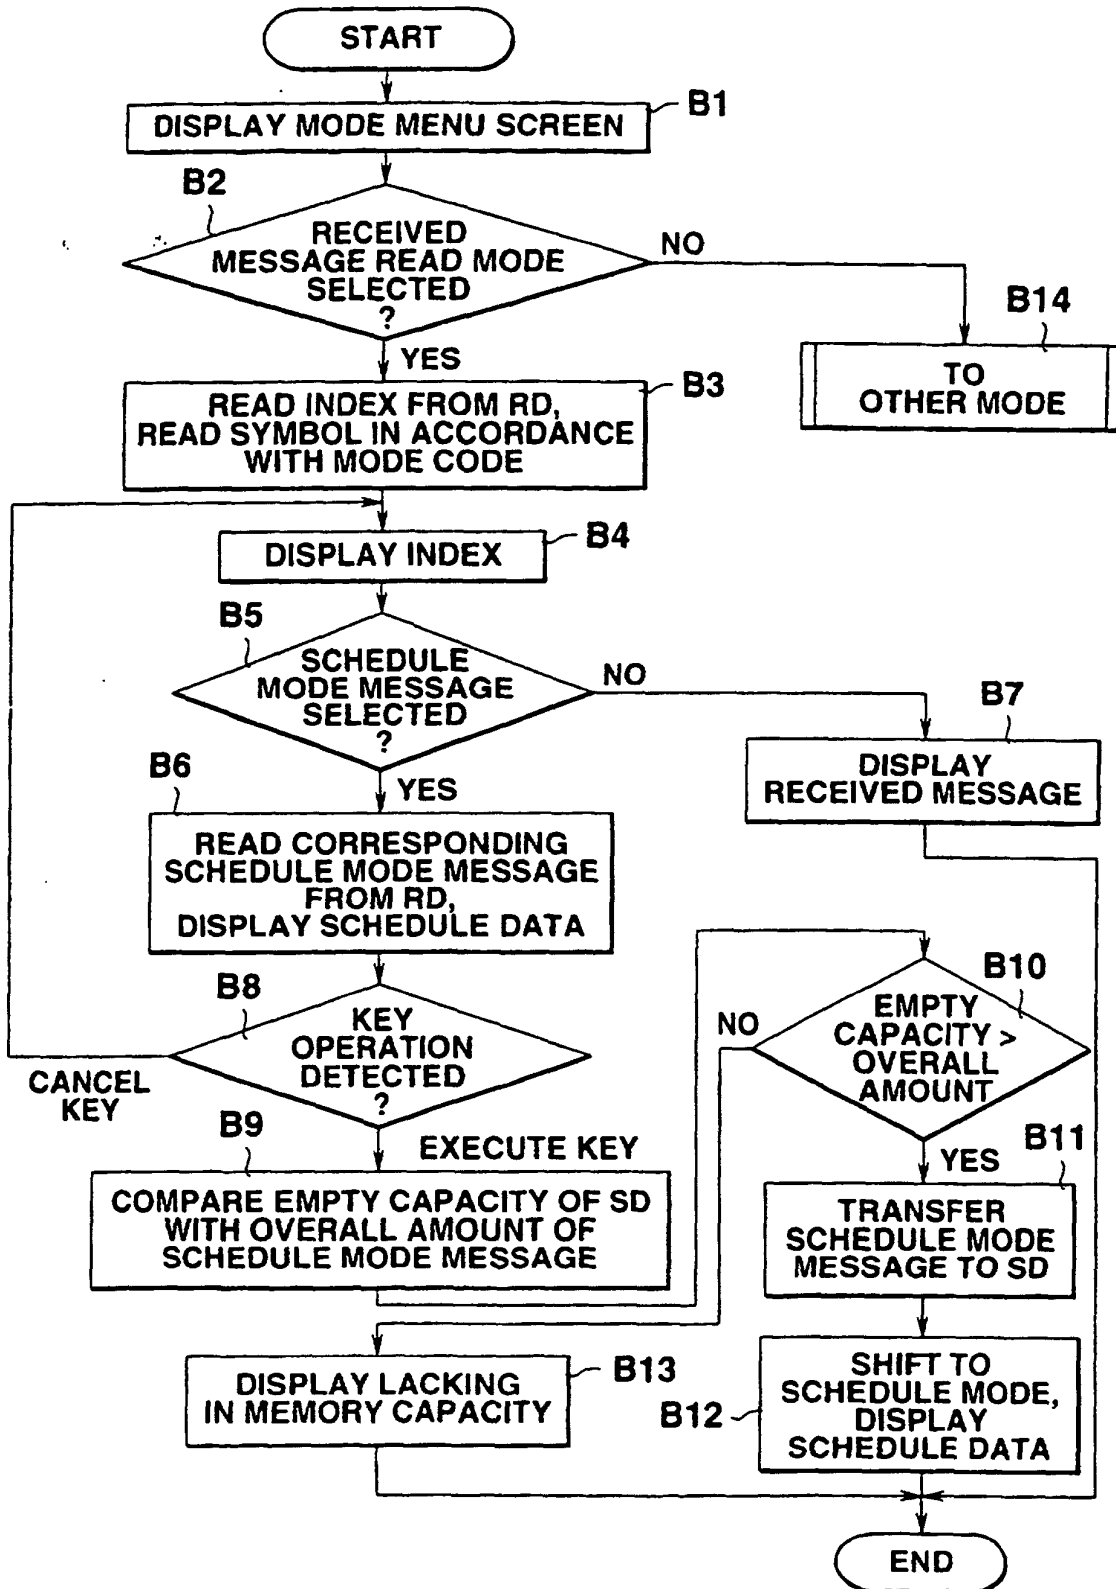 START
B1
DISPLAY MODE MENU SCREEN
B2
RECEIVED
MESSAGE READ MODE
SELECTED
?
NO
YES
B14
TO
OTHER MODE
B3
READ INDEX FROM RD,
READ SYMBOL IN ACCORDANCE
WITH MODE CODE
B4
DISPLAY INDEX
B5
SCHEDULE
MODE MESSAGE
SELECTED
?
NO
YES
B7
DISPLAY
RECEIVED MESSAGE
B6
READ CORRESPONDING
SCHEDULE MODE MESSAGE
FROM RD,
DISPLAY SCHEDULE DATA
B8
KEY
OPERATION
DETECTED
?
CANCEL
KEY
EXECUTE KEY
B9
COMPARE EMPTY CAPACITY OF SD
WITH OVERALL AMOUNT OF
SCHEDULE MODE MESSAGE
B10
EMPTY
CAPACITY >
OVERALL
AMOUNT
NO
YES
B11
TRANSFER
SCHEDULE MODE
MESSAGE TO SD
B12
SHIFT TO
SCHEDULE MODE,
DISPLAY
SCHEDULE DATA
B13
DISPLAY LACKING
IN MEMORY CAPACITY
END